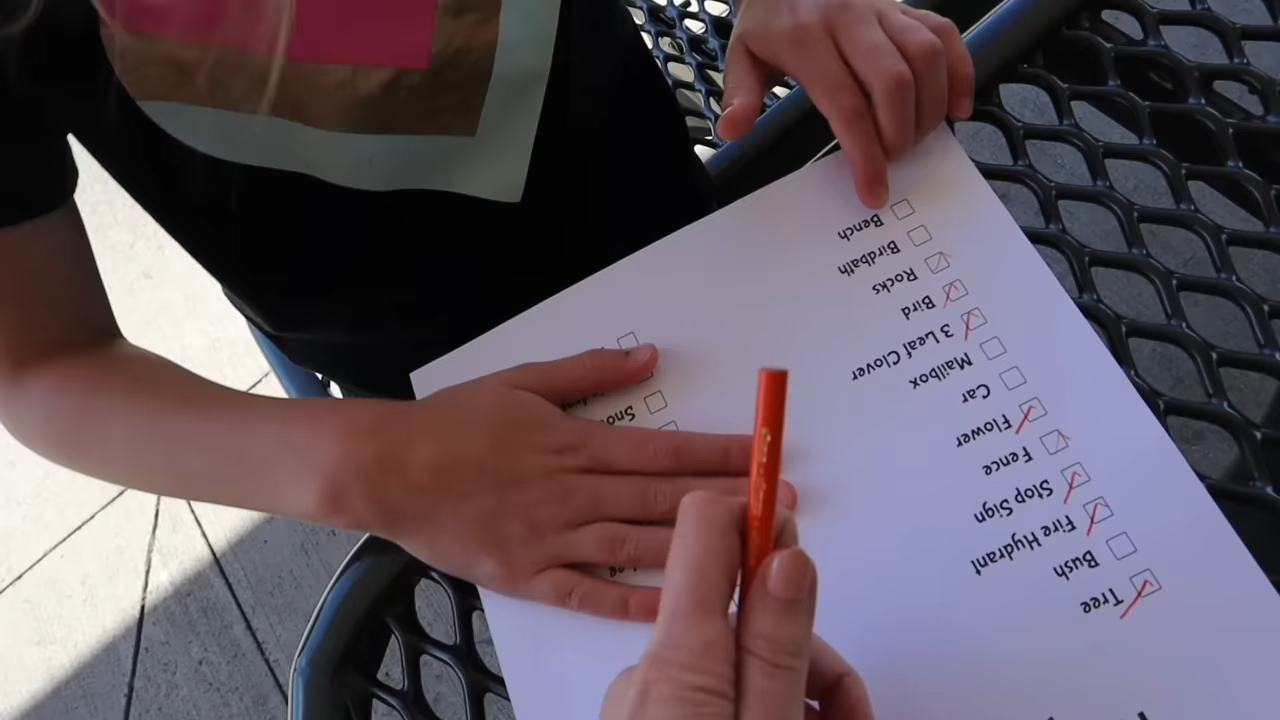 Tree
Bush
Fire Hydrant
Stop Sign
Fence
Flower
Car
Mailbox
3 Leaf Clover
Bird
Rocks
Birdbath
Bench